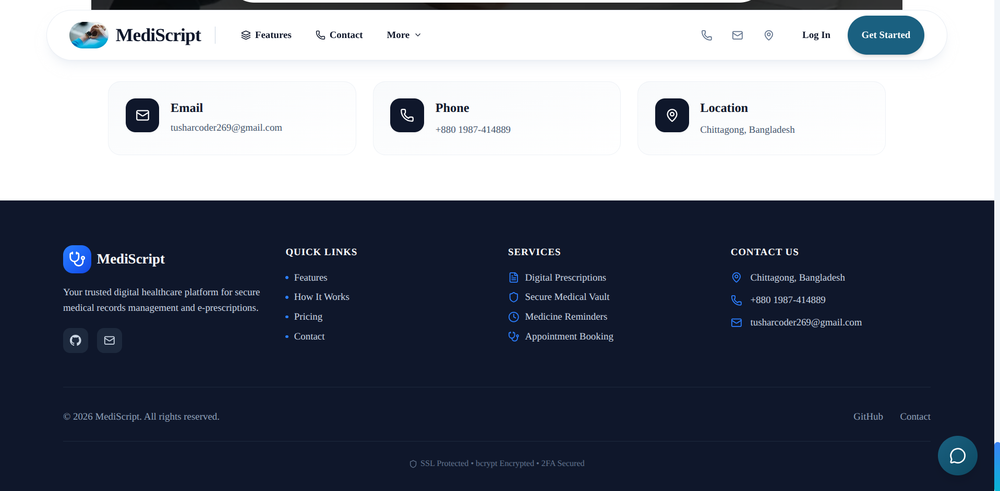 MediScript
Features
Contact
More
Log In
Get Started
Email
tusharcoder269@gmail.com
Phone
+880 1987-414889
Location
Chittagong, Bangladesh
MediScript
Your trusted digital healthcare platform for secure
medical records management and e-prescriptions.
QUICK LINKS
Features
How It Works
Pricing
Contact
SERVICES
Digital Prescriptions
Secure Medical Vault
Medicine Reminders
Appointment Booking
CONTACT US
Chittagong, Bangladesh
+880 1987-414889
tusharcoder269@gmail.com
© 2026 MediScript. All rights reserved.
GitHub
Contact
SSL Protected • bcrypt Encrypted • 2FA Secured